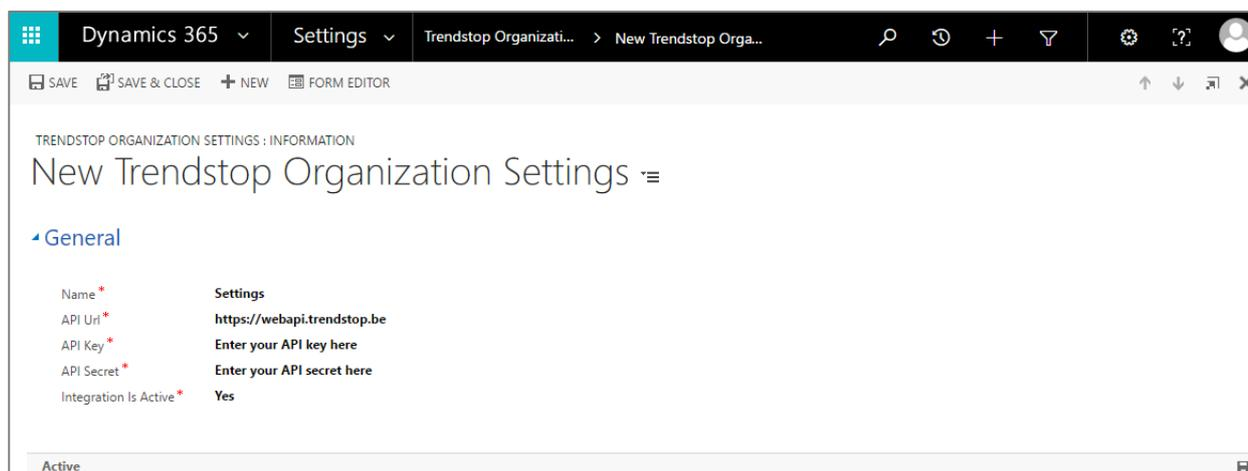 Dynamics 365 Settings Trendstop Organizati... > New Trendstop Orga...
SAVE SAVE & CLOSE + NEW FORM EDITOR
TRENDSTOP ORGANIZATION SETTINGS : INFORMATION
New Trendstop Organization Settings
General
Name* Settings
API Url* https://webapi.trendstop.be
API Key* Enter your API key here
API Secret* Enter your API secret here
Integration Is Active* Yes
Active